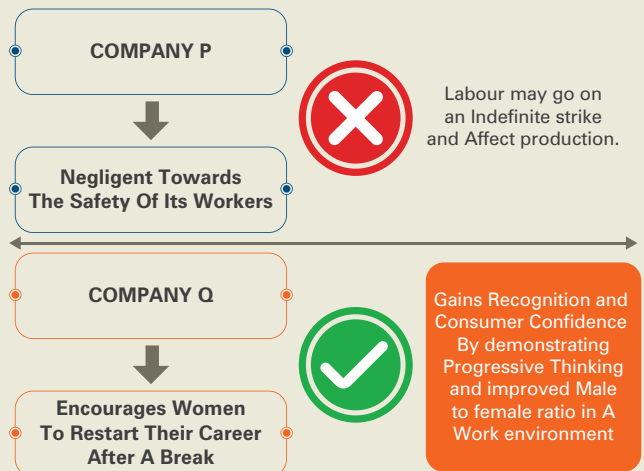 COMPANY P
Labour may go on
an Indefinite strike
and Affect production.
Negligent Towards
The Safety Of Its Workers
COMPANY Q
Gains Recognition and
Consumer Confidence
By demonstrating
Progressive Thinking
and improved Male
to female ratio in A
Work environment
Encourages Women
To Restart Their Career
After A Break